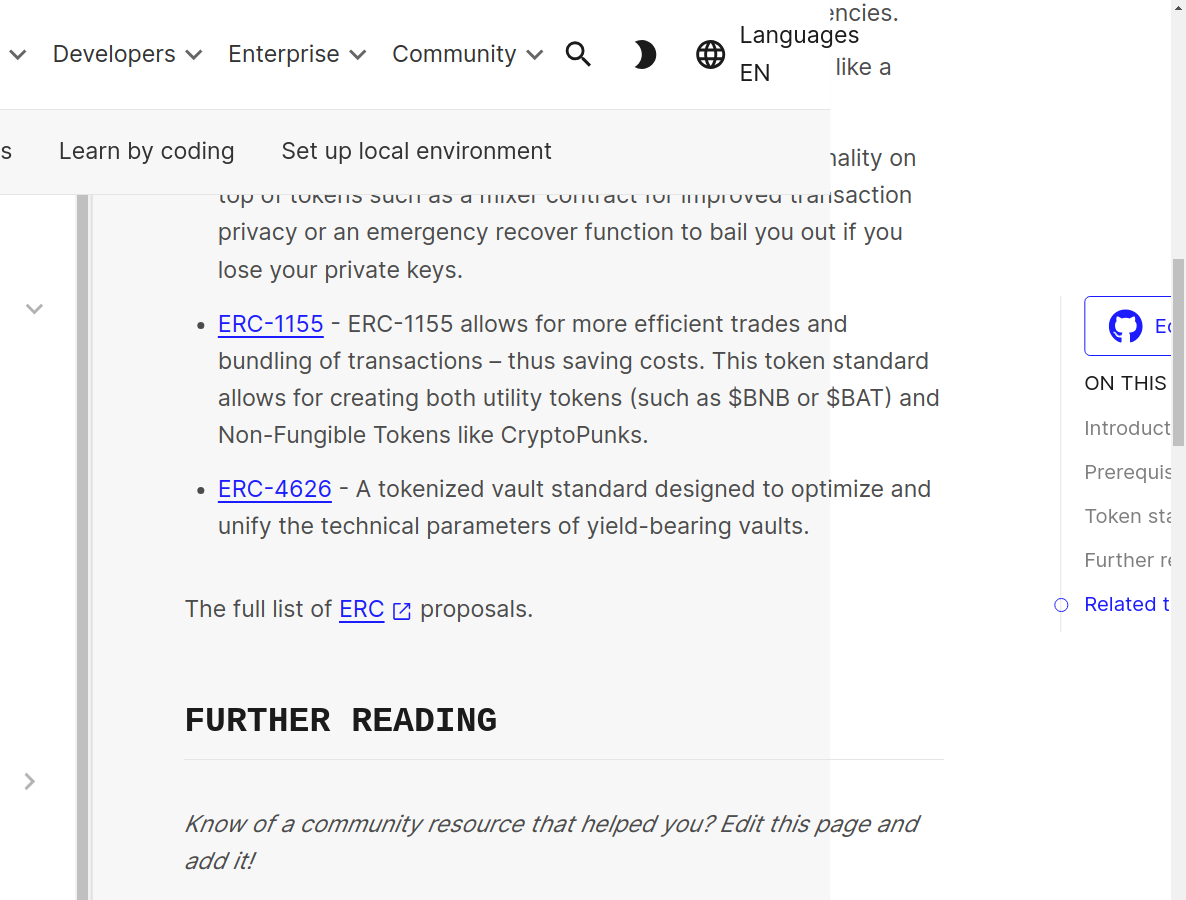 encies.
Developers Enterprise Community Languages
EN
like a
s Learn by coding Set up local environment
nality on
top of tokens such as a mixer contract for improved transaction
privacy or an emergency recover function to bail you out if you
lose your private keys.
ERC-1155 - ERC-1155 allows for more efficient trades and
bundling of transactions – thus saving costs. This token standard
allows for creating both utility tokens (such as $BNB or $BAT) and
Non-Fungible Tokens like CryptoPunks.
ERC-4626 - A tokenized vault standard designed to optimize and
unify the technical parameters of yield-bearing vaults.
The full list of ERC proposals.
FURTHER READING
Know of a community resource that helped you? Edit this page and
add it!
Ed
ON THIS
Introduct
Prerequis
Token sta
Further re
Related t